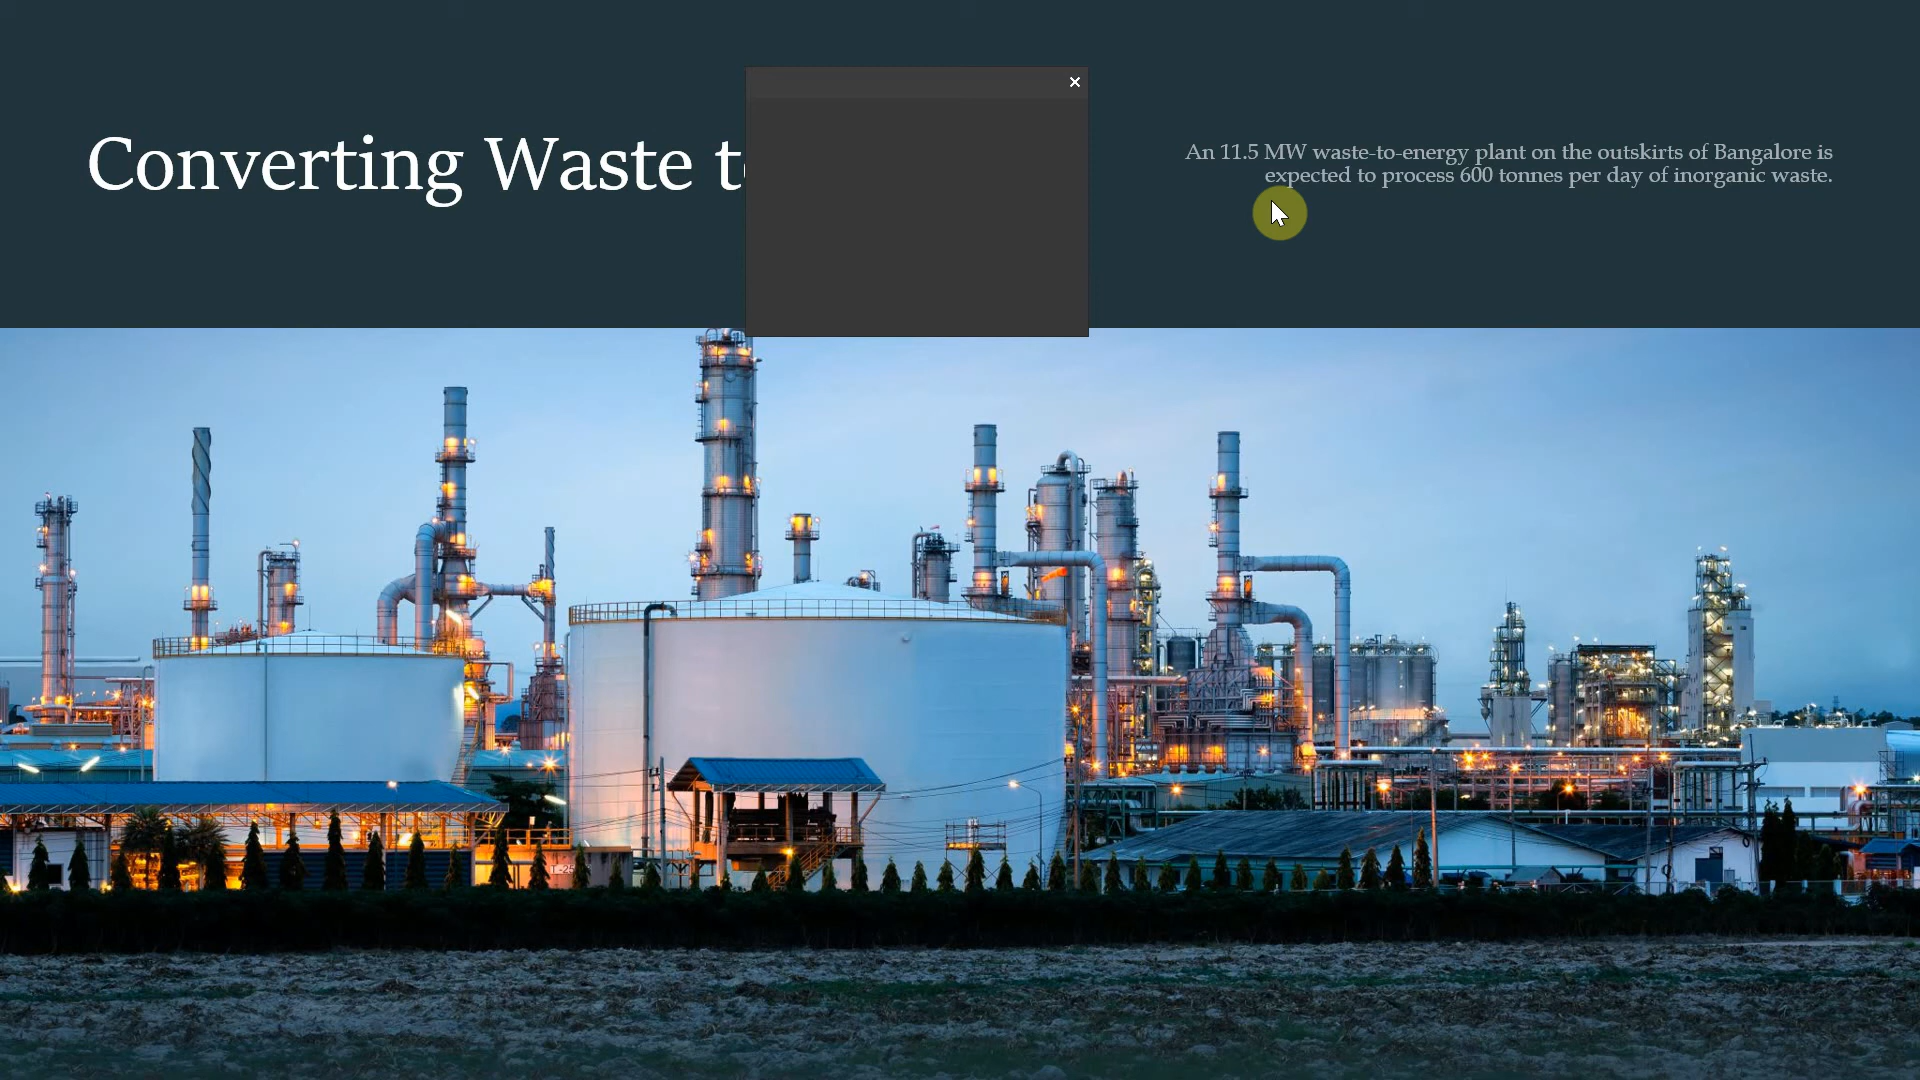 Converting Waste t
An 11.5 MW waste-to-energy plant on the outskirts of Bangalore is
expected to process 600 tonnes per day of inorganic waste.